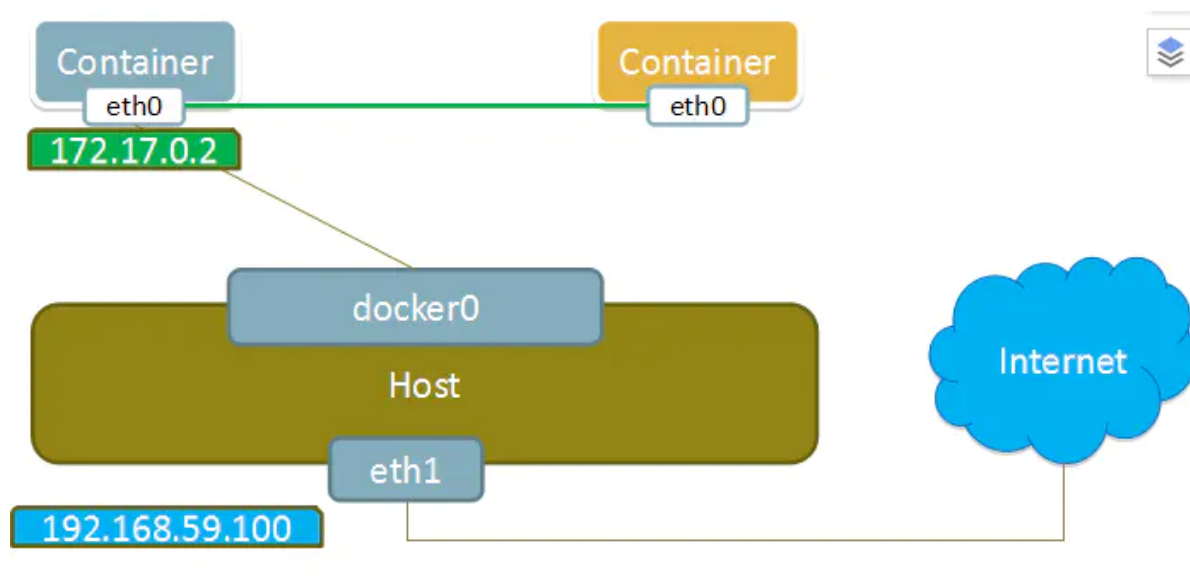 Container
Container
eth0
eth0
172.17.0.2
docker0
Host
Internet
eth1
192.168.59.100